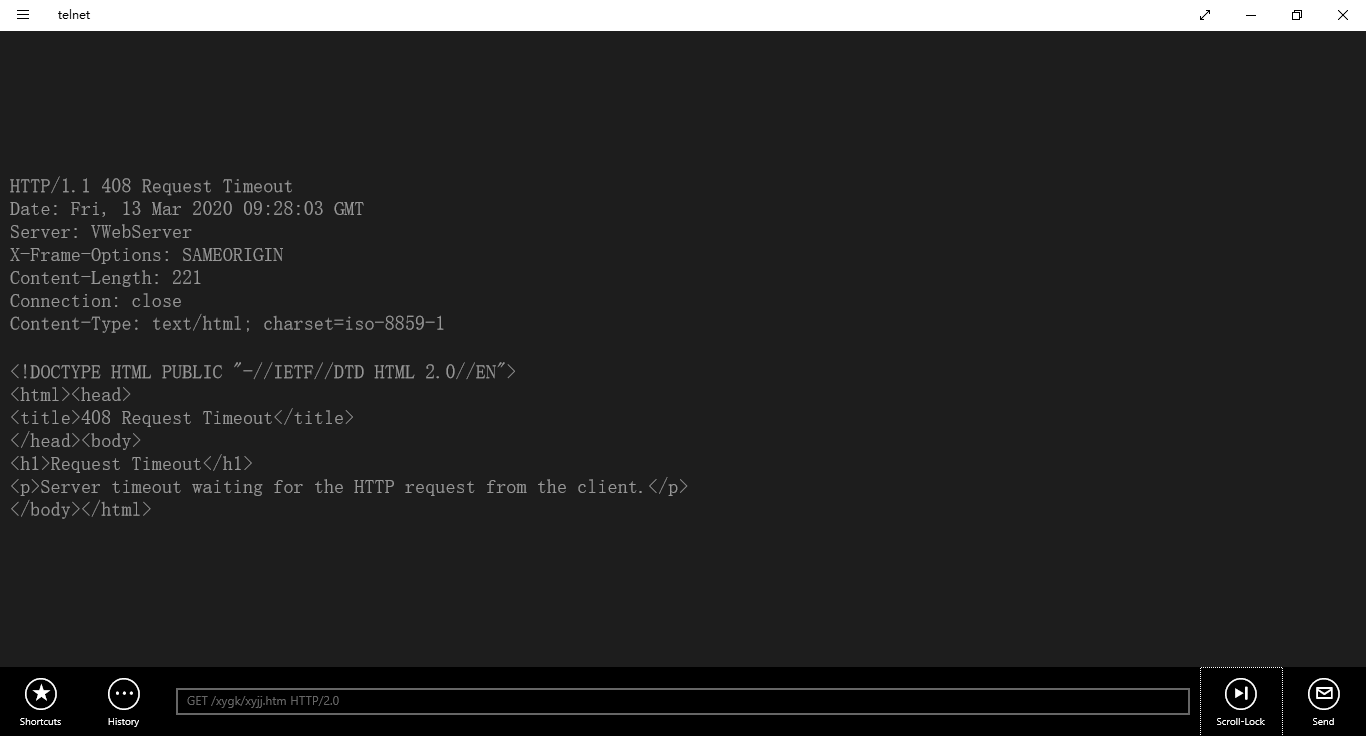 telnet
HTTP/1.1 408 Request Timeout
Date: Fri, 13 Mar 2020 09:28:03 GMT
Server: VWebServer
X-Frame-Options: SAMEORIGIN
Content-Length: 221
Connection: close
Content-Type: text/html; charset=iso-8859-1

<!DOCTYPE HTML PUBLIC "-//IETF//DTD HTML 2.0//EN">
<html><head>
<title>408 Request Timeout</title>
</head><body>
<h1>Request Timeout</h1>
<p>Server timeout waiting for the HTTP request from the client.</p>
</body></html>
GET /xygk/xyjj.htm HTTP/2.0
Shortcuts
History
Scroll-Lock
Send